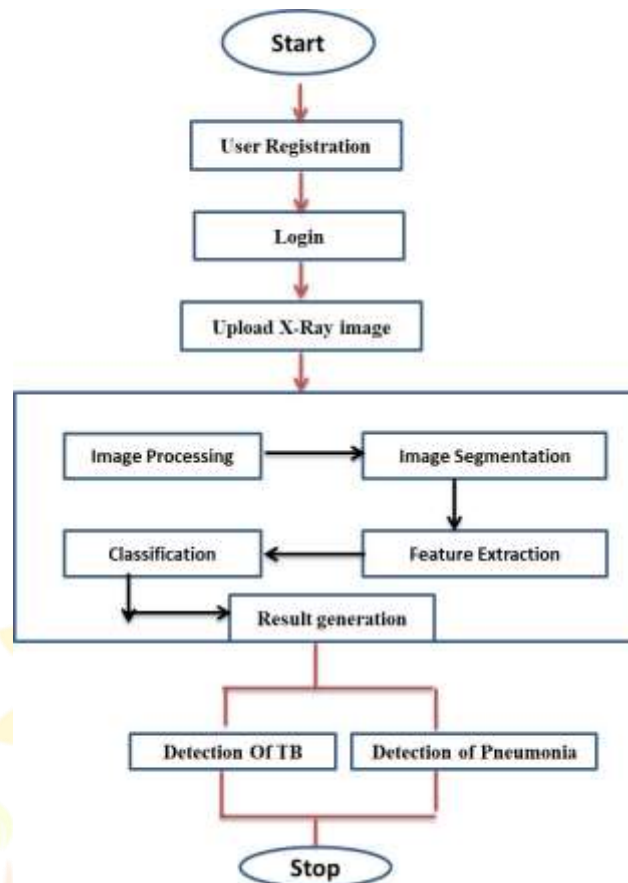 Start
User Registration
Login
Upload X-Ray image
Image Processing
Image Segmentation
Classification
Feature Extraction
Result generation
Detection Of TB
Detection of Pneumonia
Stop